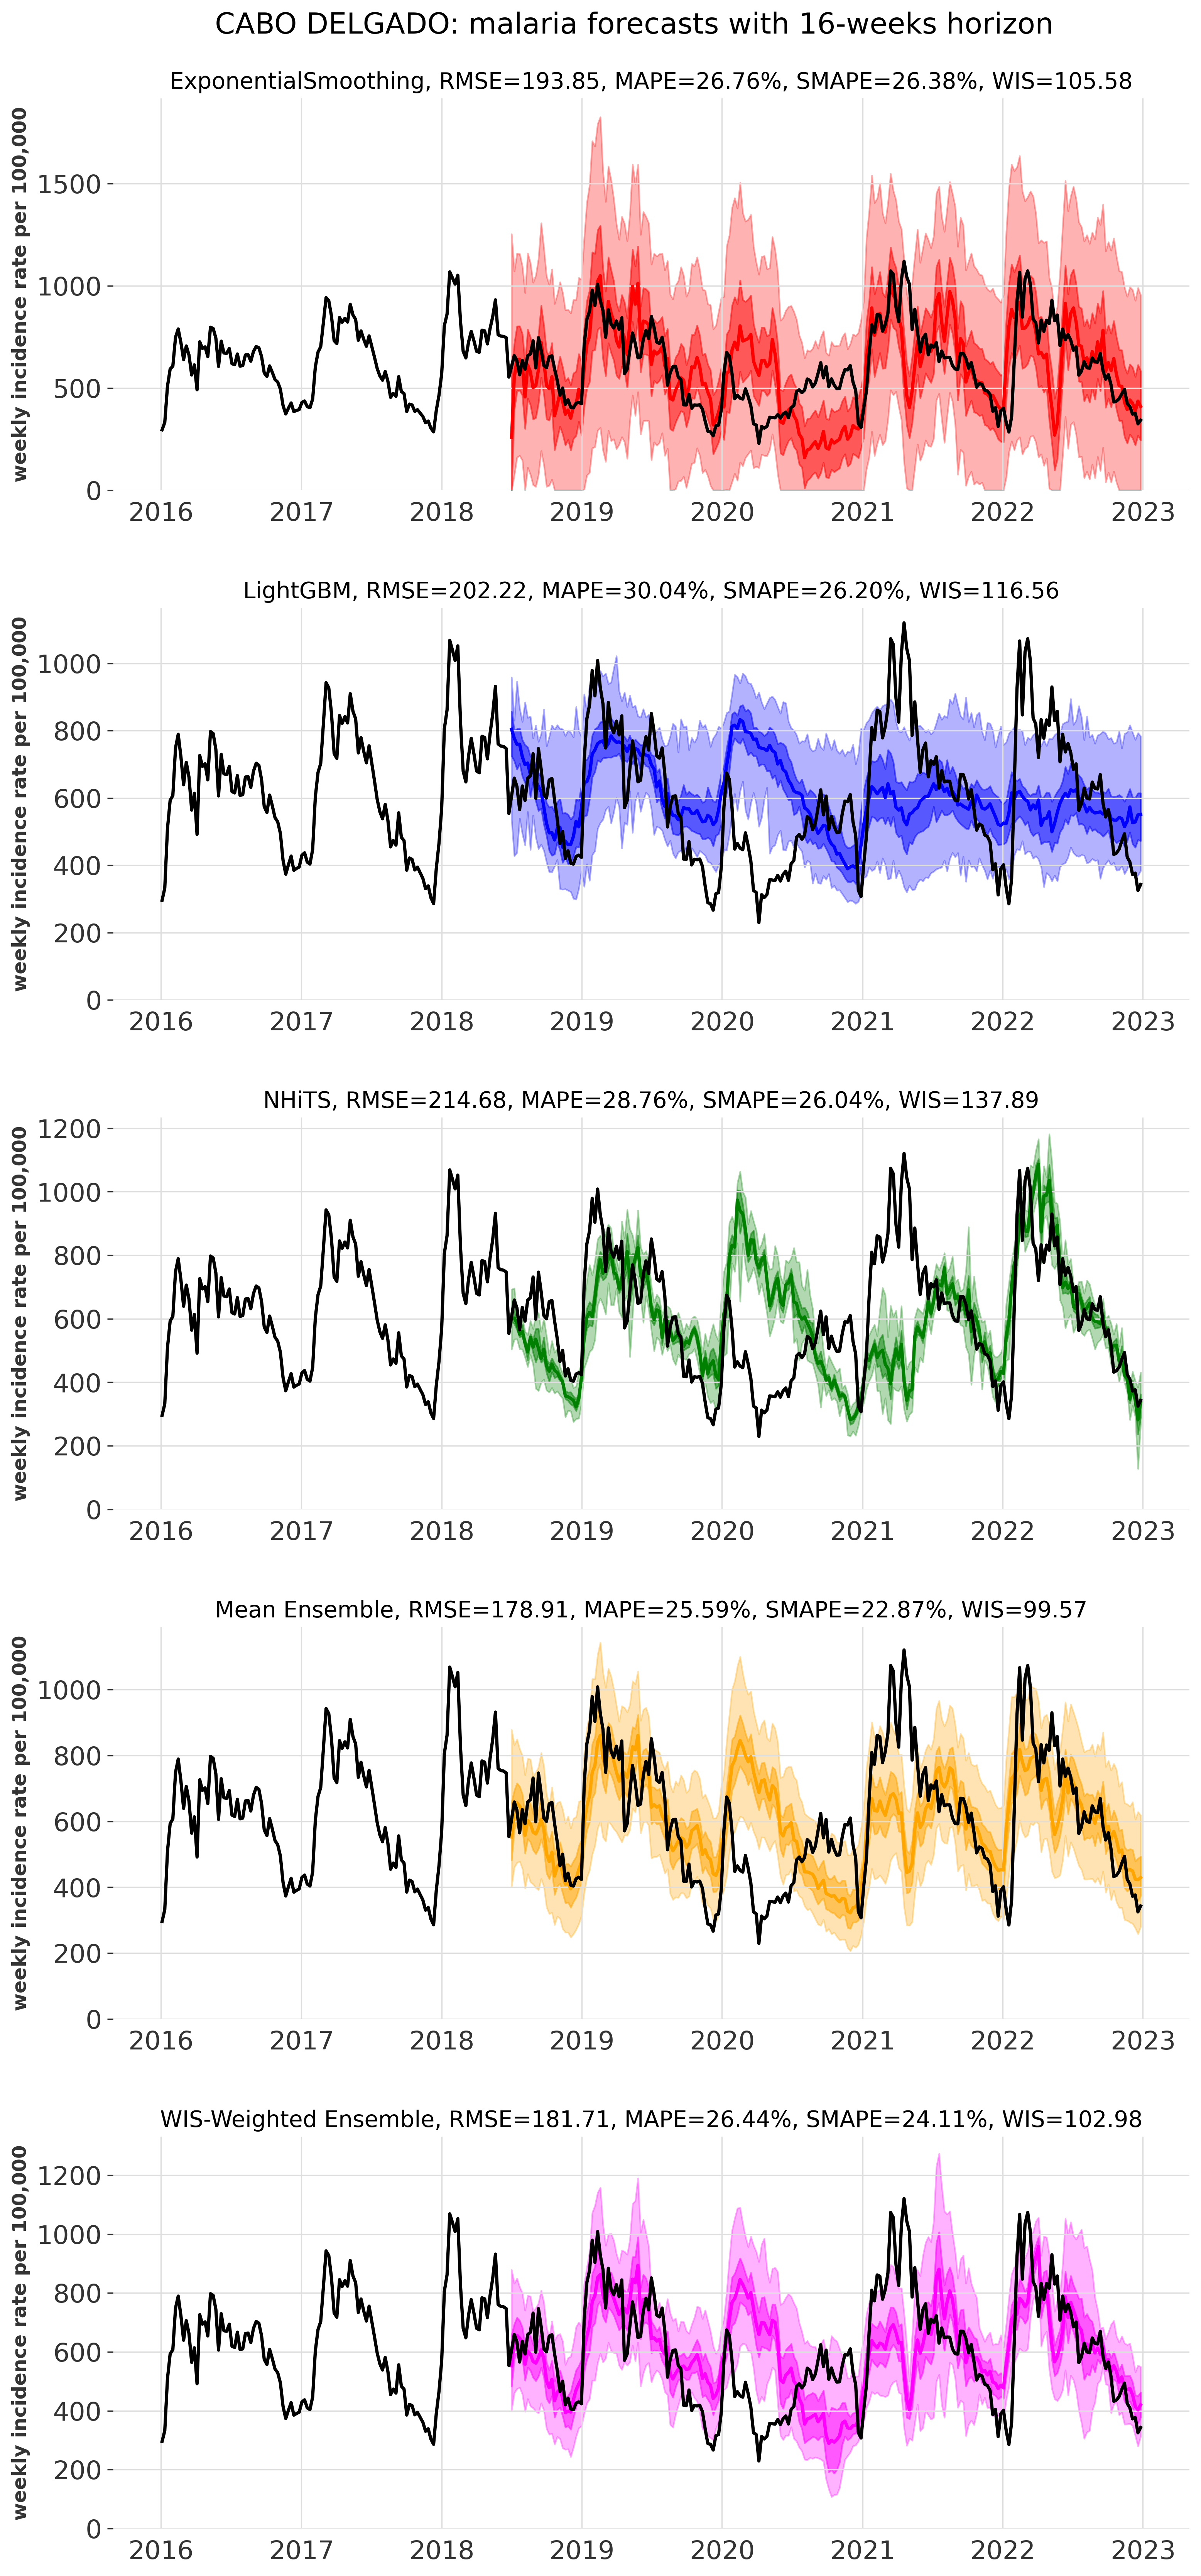 CABO DELGADO: malaria forecasts with 16-weeks horizon
ExponentialSmoothing, RMSE=193.85, MAPE=26.76%, SMAPE=26.38%, WIS=105.58
weekly incidence rate per 100,000
1500
1000
500
0
2016 2017 2018 2019 2020 2021 2022 2023
LightGBM, RMSE=202.22, MAPE=30.04%, SMAPE=26.20%, WIS=116.56
weekly incidence rate per 100,000
1000
800
600
400
200
0
2016 2017 2018 2019 2020 2021 2022 2023
NHiTS, RMSE=214.68, MAPE=28.76%, SMAPE=26.04%, WIS=137.89
weekly incidence rate per 100,000
1200
1000
800
600
400
200
0
2016 2017 2018 2019 2020 2021 2022 2023
Mean Ensemble, RMSE=178.91, MAPE=25.59%, SMAPE=22.87%, WIS=99.57
weekly incidence rate per 100,000
1000
800
600
400
200
0
2016 2017 2018 2019 2020 2021 2022 2023
WIS-Weighted Ensemble, RMSE=181.71, MAPE=26.44%, SMAPE=24.11%, WIS=102.98
weekly incidence rate per 100,000
1200
1000
800
600
400
200
0
2016 2017 2018 2019 2020 2021 2022 2023